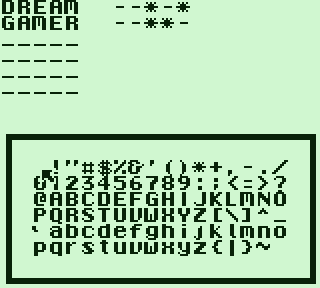 DREAM --*-*
GAMER --**-
-----
-----
-----
-----
!"#$%&'()*+,-./
0123456789:;<=>?
@ABCDEFGHIJKLMNO
PQRSTUVWXYZ[\]^_
`abcdefghijklmno
pqrstuvwxyz{|}~